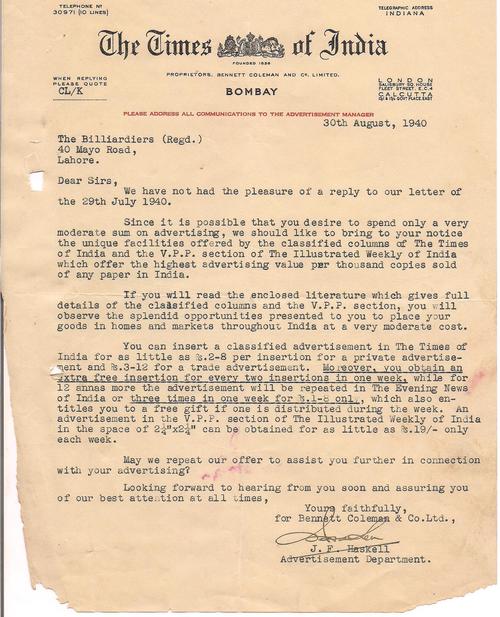 TELEPHONE Nº
30971 (10 LINES)
TELEGRAPHIC ADDRESS
INDIANA
The Times of India
FOUNDED 1838
PROPRIETORS, BENNETT COLEMAN AND Cº LIMITED.
WHEN REPLYING
PLEASE QUOTE
CL/K
BOMBAY
LONDON
SALISBURY SQ. HOUSE
FLEET STREET, E.C.4
CALCUTTA
PLEASE ADDRESS ALL COMMUNICATIONS TO THE ADVERTISEMENT MANAGER
30th August, 1940
The Billiardiers (Regd.)
40 Mayo Road,
Lahore.
Dear Sirs,
We have not had the pleasure of a reply to our letter of
the 29th July 1940.
Since it is possible that you desire to spend only a very
moderate sum on advertising, we should like to bring to your notice
the unique facilities offered by the classified columns of The Times
of India and the V.P.P. section of The Illustrated Weekly of India
which offer the highest advertising value per thousand copies sold
of any paper in India.
If you will read the enclosed literature which gives full
details of the classified columns and the V.P.P. section, you will
observe the splendid opportunities presented to you to place your
goods in homes and markets throughout India at a very moderate cost.
You can insert a classified advertisement in The Times of
India for as little as Rs.2-8 per insertion for a private advertise-
ment and Rs.3-12 for a trade advertisement. Moreover, you obtain an
extra free insertion for every two insertions in one week, while for
12 annas more the advertisement will be repeated in The Evening News
of India or three times in one week for Rs.1-8 only, which also en-
titles you to a free gift if one is distributed during the week. An
advertisement in the V.P.P. section of The Illustrated Weekly of India
in the space of 2¼"x2¼" can be obtained for as little as Rs.19/- only
each week.
May we repeat our offer to assist you further in connection
with your advertising?
Looking forward to hearing from you soon and assuring you
of our best attention at all times,
Yours faithfully,
for Bennett Coleman & Co.Ltd.,
J. F. Haskell
Advertisement Department.